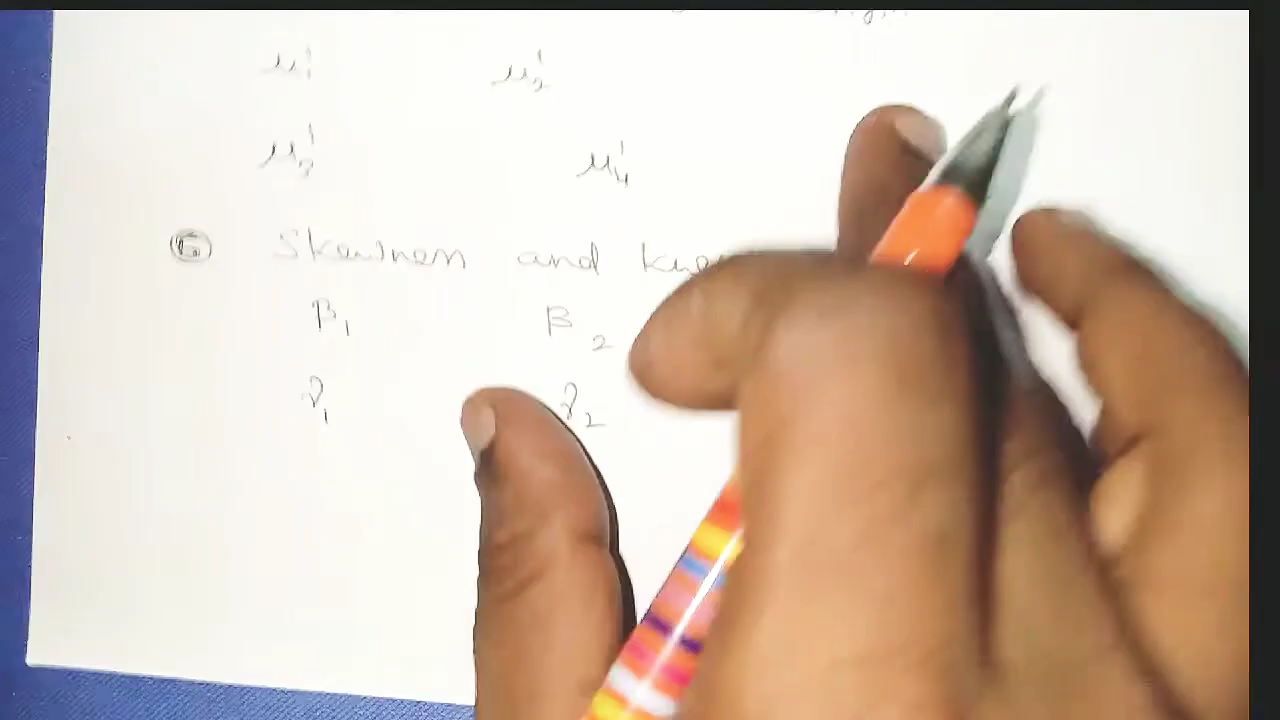 μ₁' μ₂'
μ₃' μ₄'
⑥ Skewness and
β₁ β₂
γ₁ γ₂